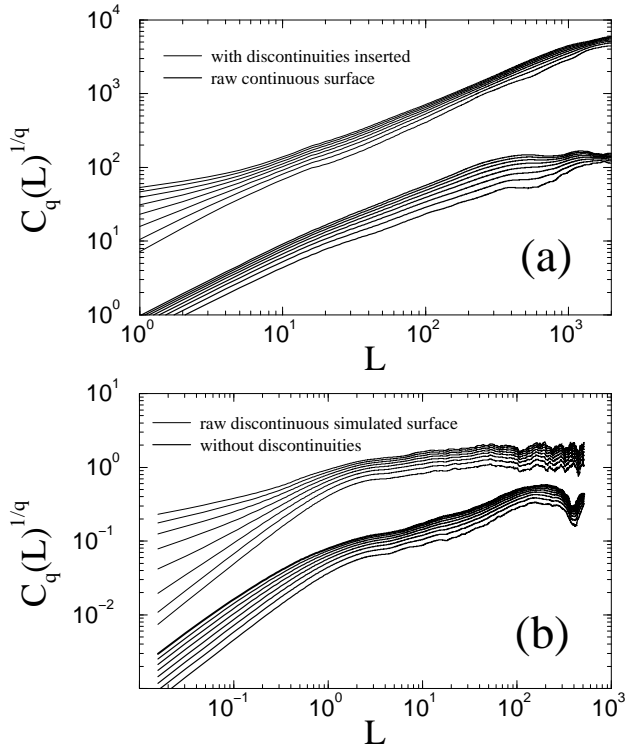 10^4
with discontinuities inserted
raw continuous surface
10^3
10^2
C_q(L)^{1/q}
10^1
(a)
10^0
10^0 10^1 10^2 10^3
L
10^1
raw discontinuous simulated surface
without discontinuities
10^0
10^-1
C_q(L)^{1/q}
10^-2
(b)
10^-1 10^0 10^1 10^2 10^3
L